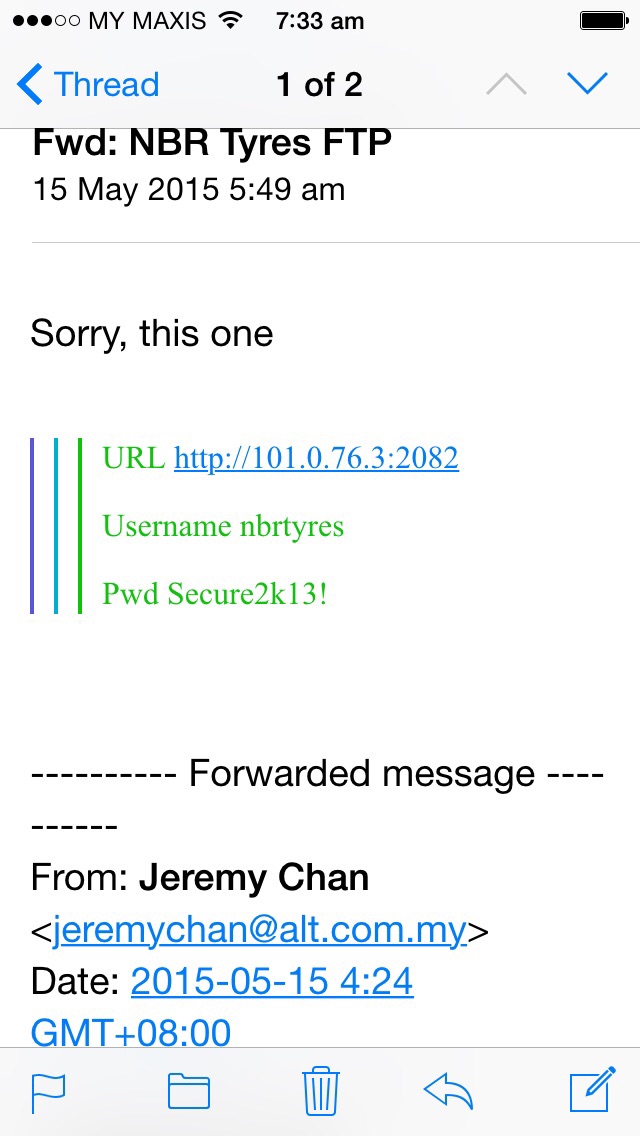 MY MAXIS 7:33 am
Thread 1 of 2
Fwd: NBR Tyres FTP
15 May 2015 5:49 am
Sorry, this one
URL http://101.0.76.3:2082
Username nbrtyres
Pwd Secure2k13!
---------- Forwarded message ----
------
From: Jeremy Chan
<jeremychan@alt.com.my>
Date: 2015-05-15 4:24
GMT+08:00